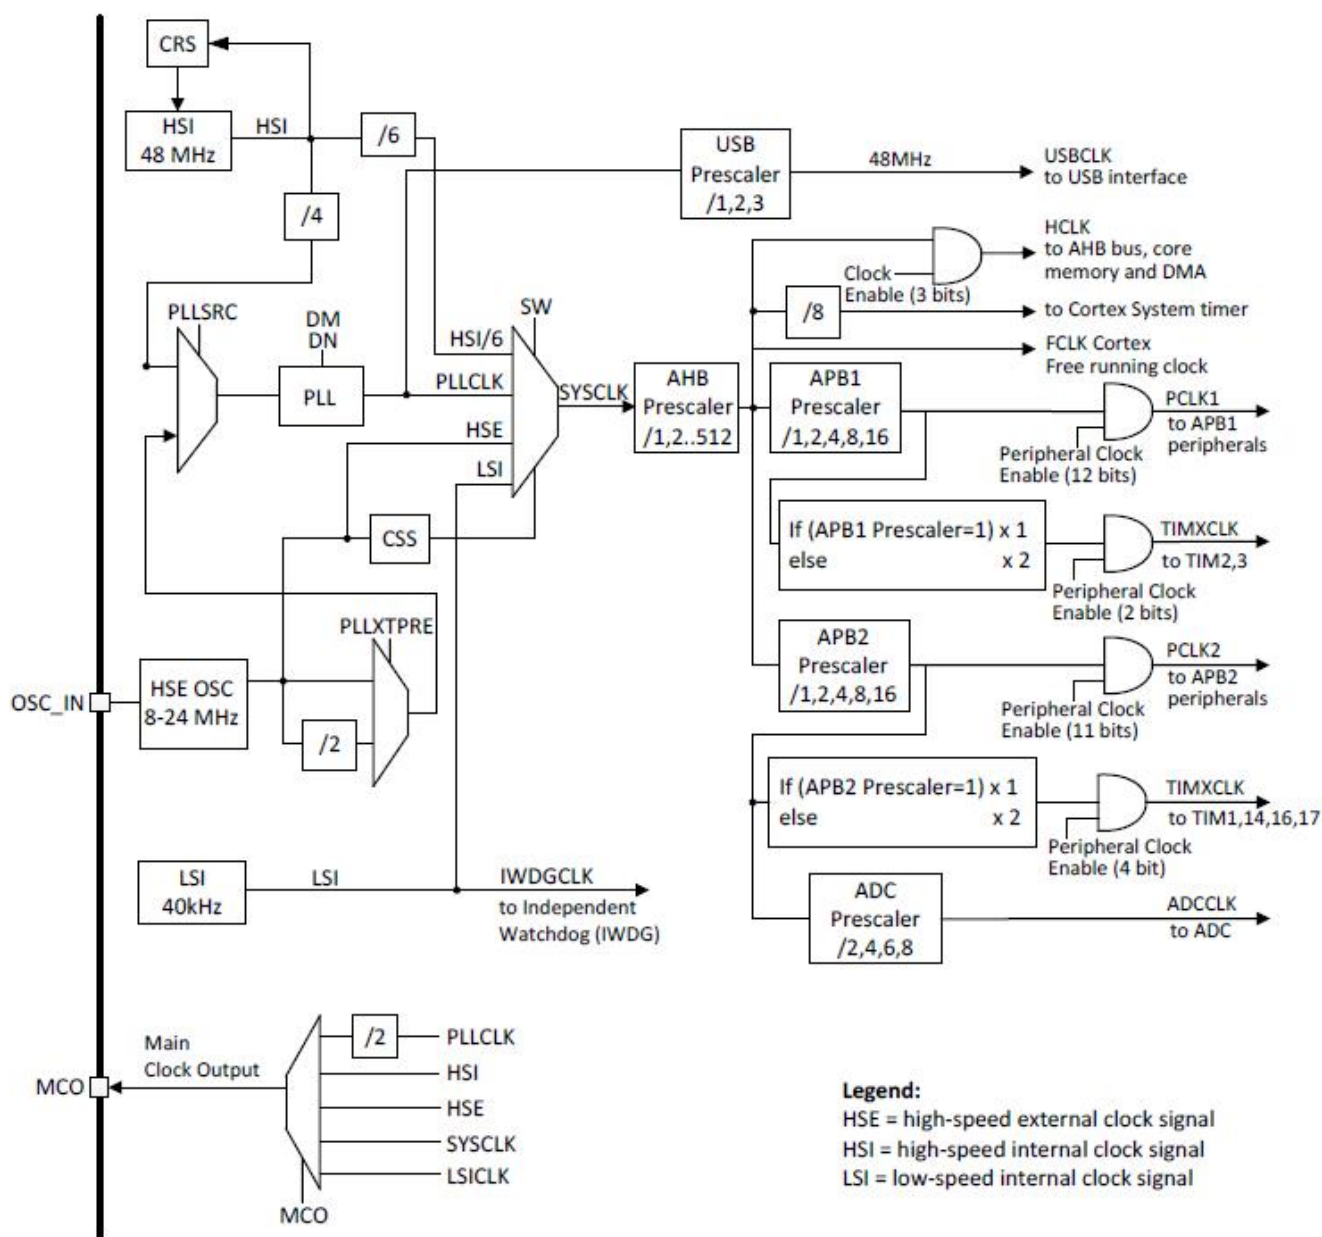 CRS
HSI
48 MHz
HSI
/6
/4
USB
Prescaler
/1,2,3
48MHz
USBCLK
to USB interface
HCLK
to AHB bus, core
memory and DMA
Clock
Enable (3 bits)
/8
to Cortex System timer
FCLK Cortex
Free running clock
PLLSRC
DM
DN
PLL
SW
HSI/6
PLLCLK
HSE
LSI
SYSCLK
AHB
Prescaler
/1,2..512
APB1
Prescaler
/1,2,4,8,16
PCLK1
to APB1
peripherals
Peripheral Clock
Enable (12 bits)
CSS
If (APB1 Prescaler=1) x 1
else x 2
TIMXCLK
to TIM2,3
Peripheral Clock
Enable (2 bits)
PLLXTPRE
OSC_IN
HSE OSC
8-24 MHz
/2
APB2
Prescaler
/1,2,4,8,16
PCLK2
to APB2
peripherals
Peripheral Clock
Enable (11 bits)
If (APB2 Prescaler=1) x 1
else x 2
TIMXCLK
to TIM1,14,16,17
Peripheral Clock
Enable (4 bit)
LSI
40kHz
LSI
IWDGCLK
to Independent
Watchdog (IWDG)
ADC
Prescaler
/2,4,6,8
ADCCLK
to ADC
MCO
Main
Clock Output
/2
PLLCLK
HSI
HSE
SYSCLK
LSICLK
MCO
Legend:
HSE = high-speed external clock signal
HSI = high-speed internal clock signal
LSI = low-speed internal clock signal